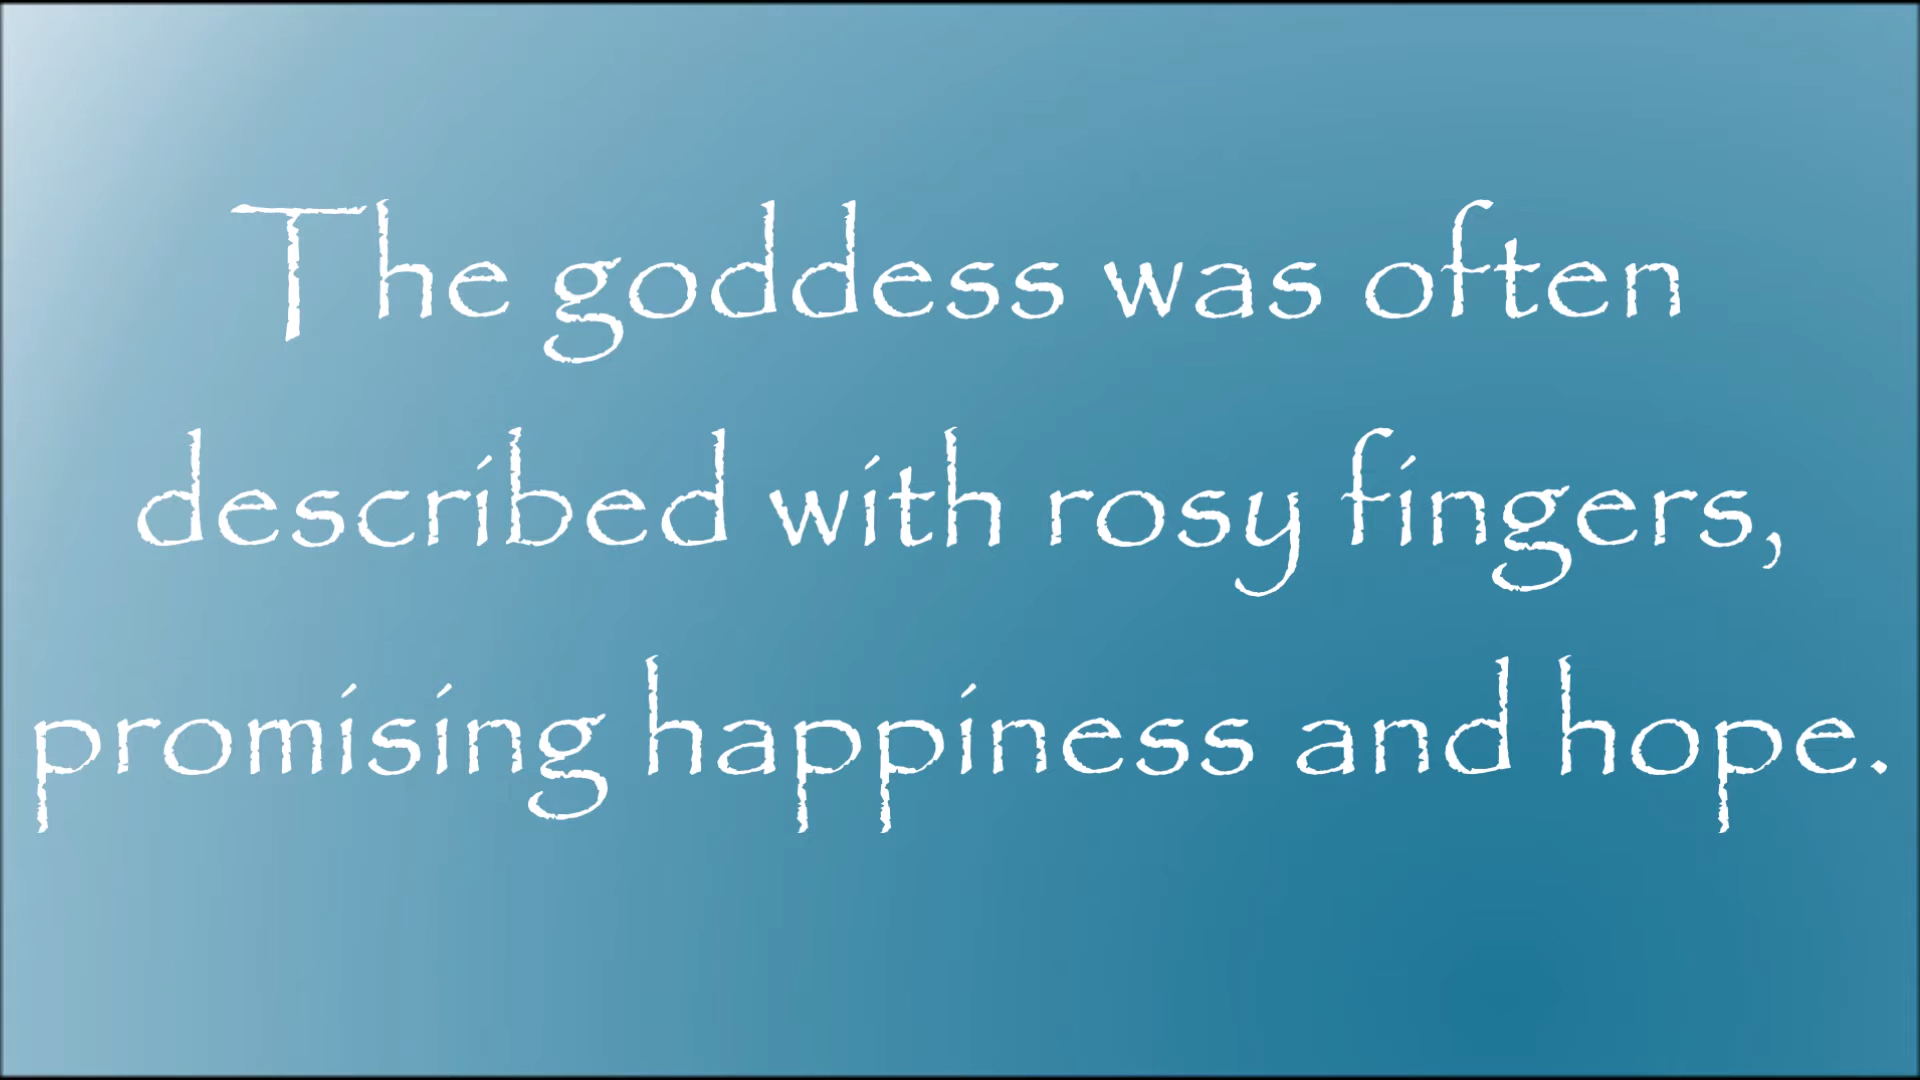 The goddess was often
described with rosy fingers,
promising happiness and hope.